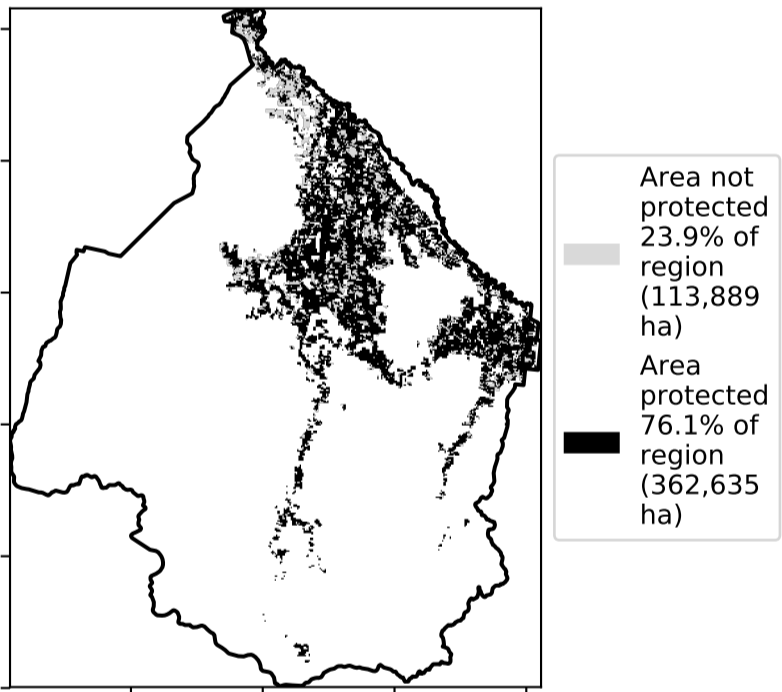 Area not
protected
23.9% of
region
(113,889
ha)
Area
protected
76.1% of
region
(362,635
ha)